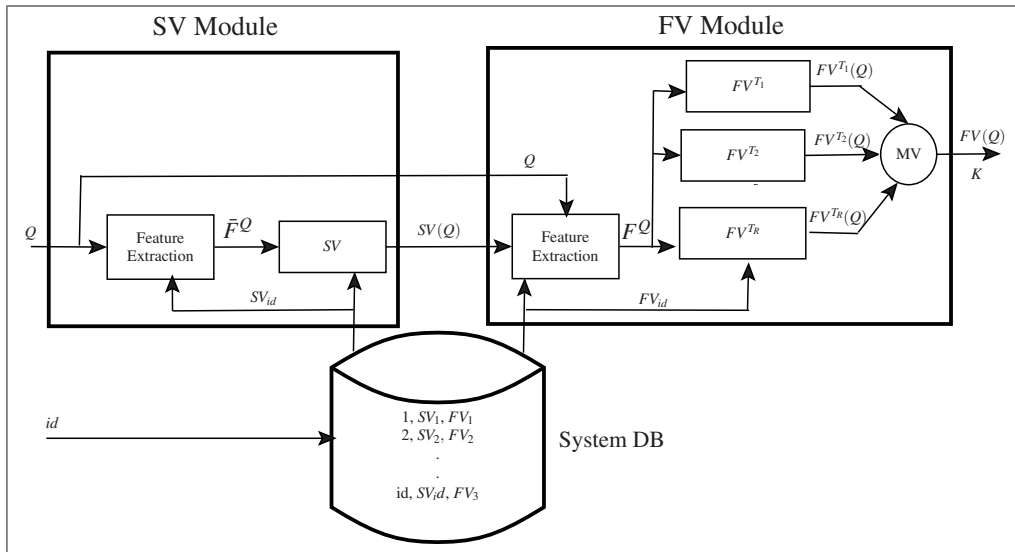 SV Module
FV Module
FV^{T_1}
FV^{T_1}(Q)
FV^{T_2}
FV^{T_2}(Q)
MV
FV(Q)
K
Q
Q
Feature
Extraction
F̄^Q
SV
SV(Q)
Feature
Extraction
F^Q
FV^{T_R}
FV^{T_R}(Q)
SV_{id}
FV_{id}
id
1, SV_1, FV_1
2, SV_2, FV_2
.
.
id, SV_id, FV_3
System DB